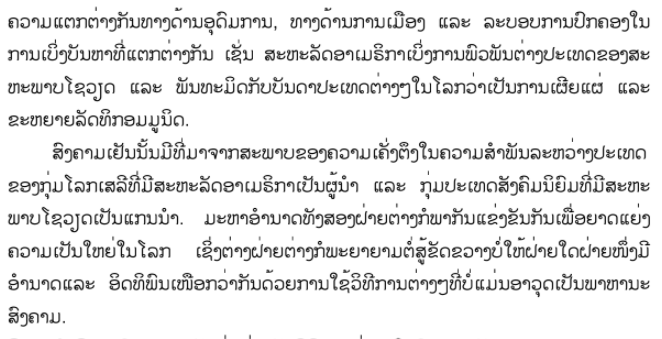 ຄວາມແຕກຕ່າງກັນທາງດ້ານອຸດົມການ, ທາງດ້ານການເມືອງ ແລະ ລະບອບການປົກຄອງໃນ
ການເບິ່ງບັນຫາທີ່ແຕກຕ່າງກັນ ເຊັ່ນ ສະຫະລັດອາເມຣິກາເບິ່ງການພົວພັນຕ່າງປະເທດຂອງສະ
ຫະພາບໂຊວຽດ ແລະ ພັນທະມິດກັບບັນດາປະເທດຕ່າງໆໃນໂລກວ່າເປັນການເຜີຍແຜ່ ແລະ
ຂະຫຍາຍລັດທິກອມມູນິດ.
ສົງຄາມເຢັນນັ້ນມີທີ່ມາຈາກສະພາບຂອງຄວາມເຄັ່ງຕຶງໃນຄວາມສຳພັນລະຫວ່າງປະເທດ
ຂອງກຸ່ມໂລກເສລີທີ່ມີສະຫະລັດອາເມຣິກາເປັນຜູ້ນຳ ແລະ ກຸ່ມປະເທດສັງຄົມນິຍົມທີ່ມີສະຫະ
ພາບໂຊວຽດເປັນແກນນຳ. ມະຫາອຳນາດທັງສອງຝ່າຍຕ່າງກໍພາກັນແຂ່ງຂັນກັນເພື່ອຍາດແຍ່ງ
ຄວາມເປັນໃຫຍ່ໃນໂລກ ເຊິ່ງຕ່າງຝ່າຍຕ່າງກໍພະຍາຍາມຕໍ່ສູ້ຂັດຂວາງບໍ່ໃຫ້ຝ່າຍໃດຝ່າຍໜຶ່ງມີ
ອຳນາດແລະ ອິດທິພົນເໜືອກວ່າກັນດ້ວຍການໃຊ້ວິທີການຕ່າງໆທີ່ບໍ່ແມ່ນອາວຸດເປັນພາຫານະ
ສົງຄາມ.